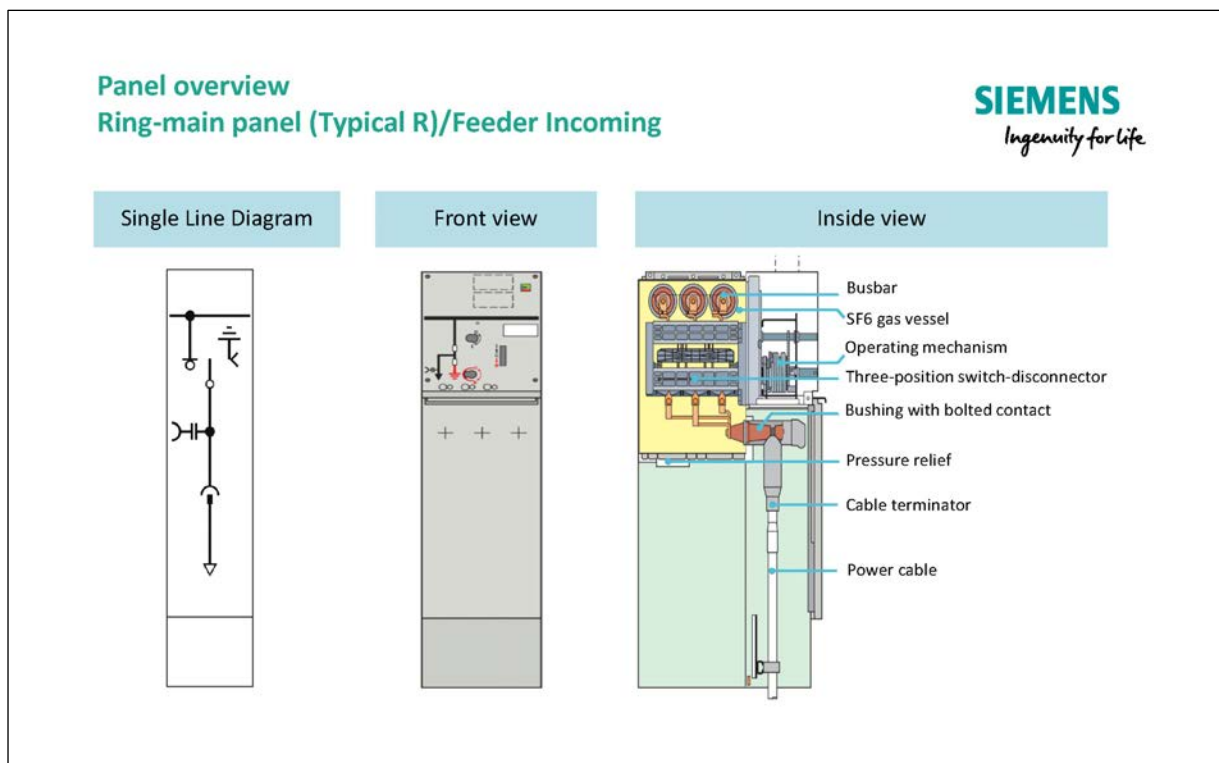 Panel overview
Ring-main panel (Typical R)/Feeder Incoming
SIEMENS
Ingenuity for life
Single Line Diagram
Front view
Inside view
Busbar
SF6 gas vessel
Operating mechanism
Three-position switch-disconnector
Bushing with bolted contact
Pressure relief
Cable terminator
Power cable